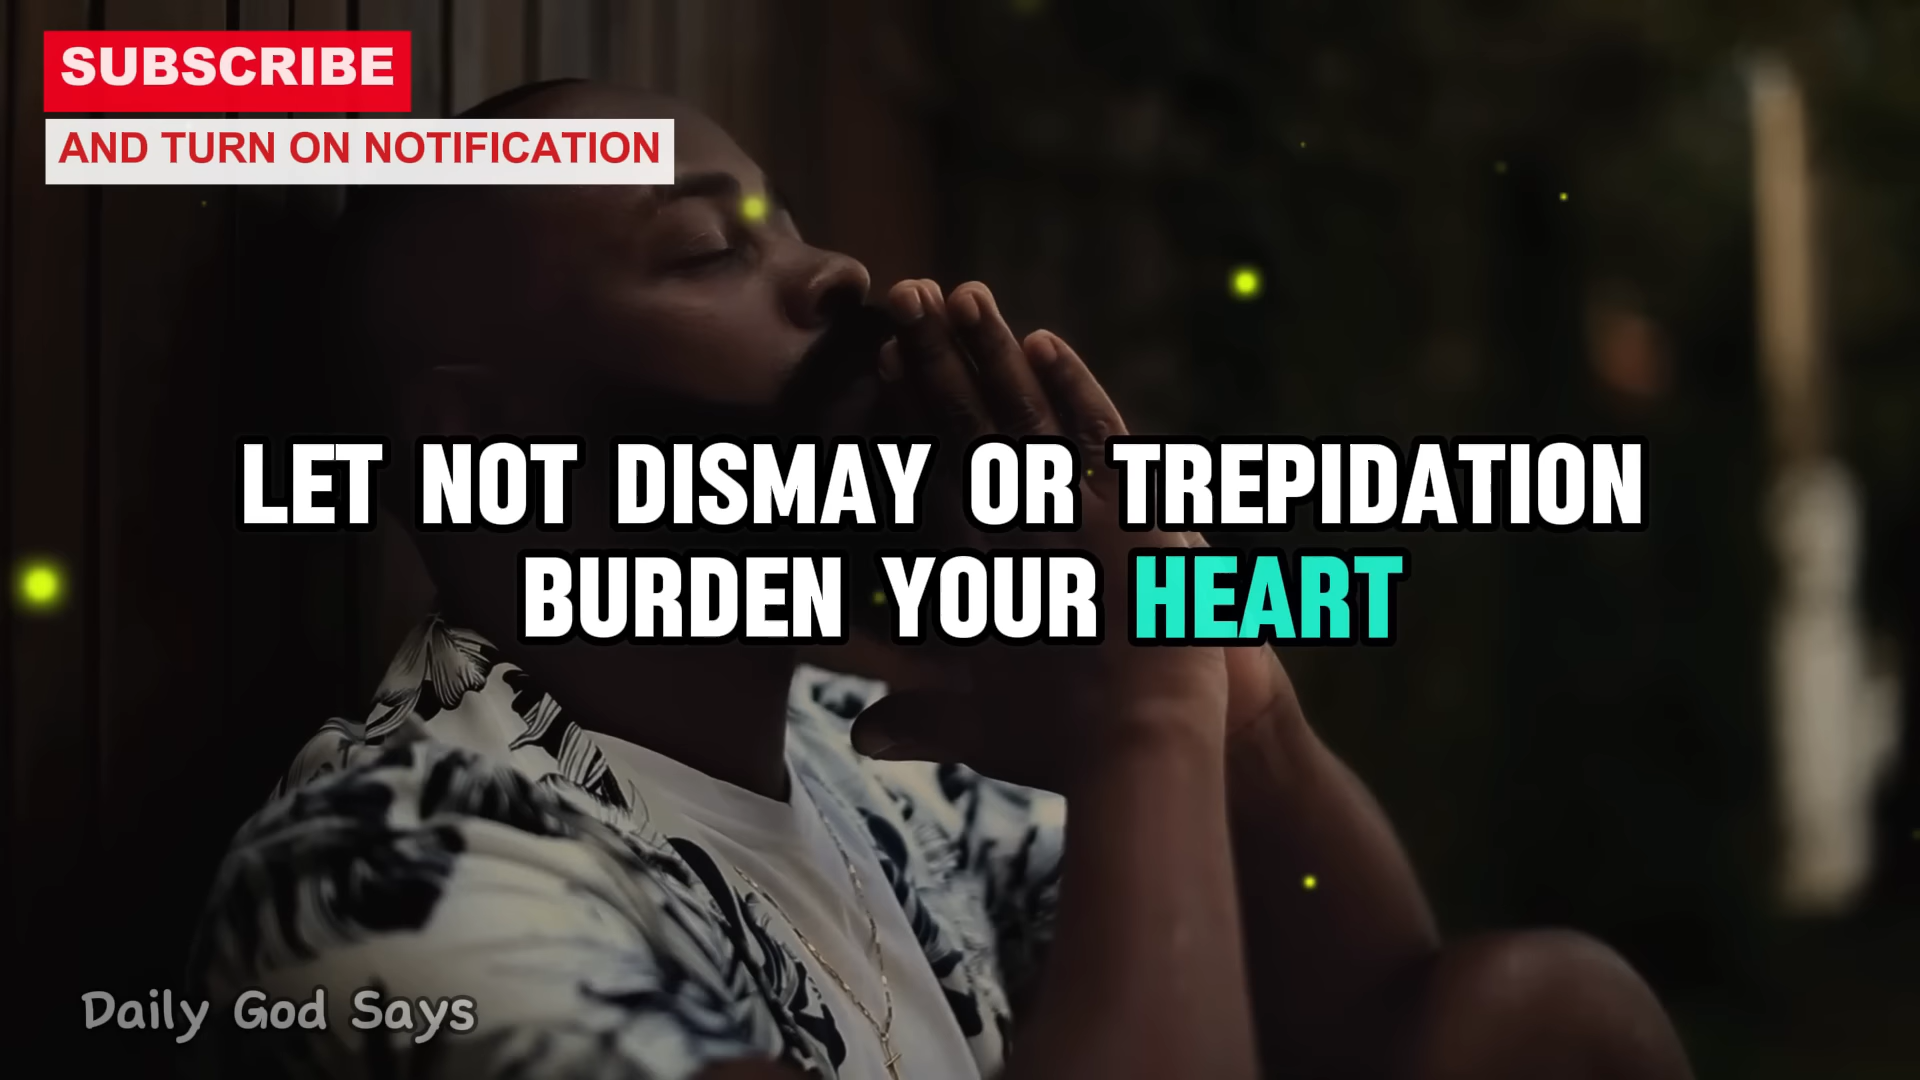 SUBSCRIBE
AND TURN ON NOTIFICATION
LET NOT DISMAY OR TREPIDATION
BURDEN YOUR HEART
Daily God Says